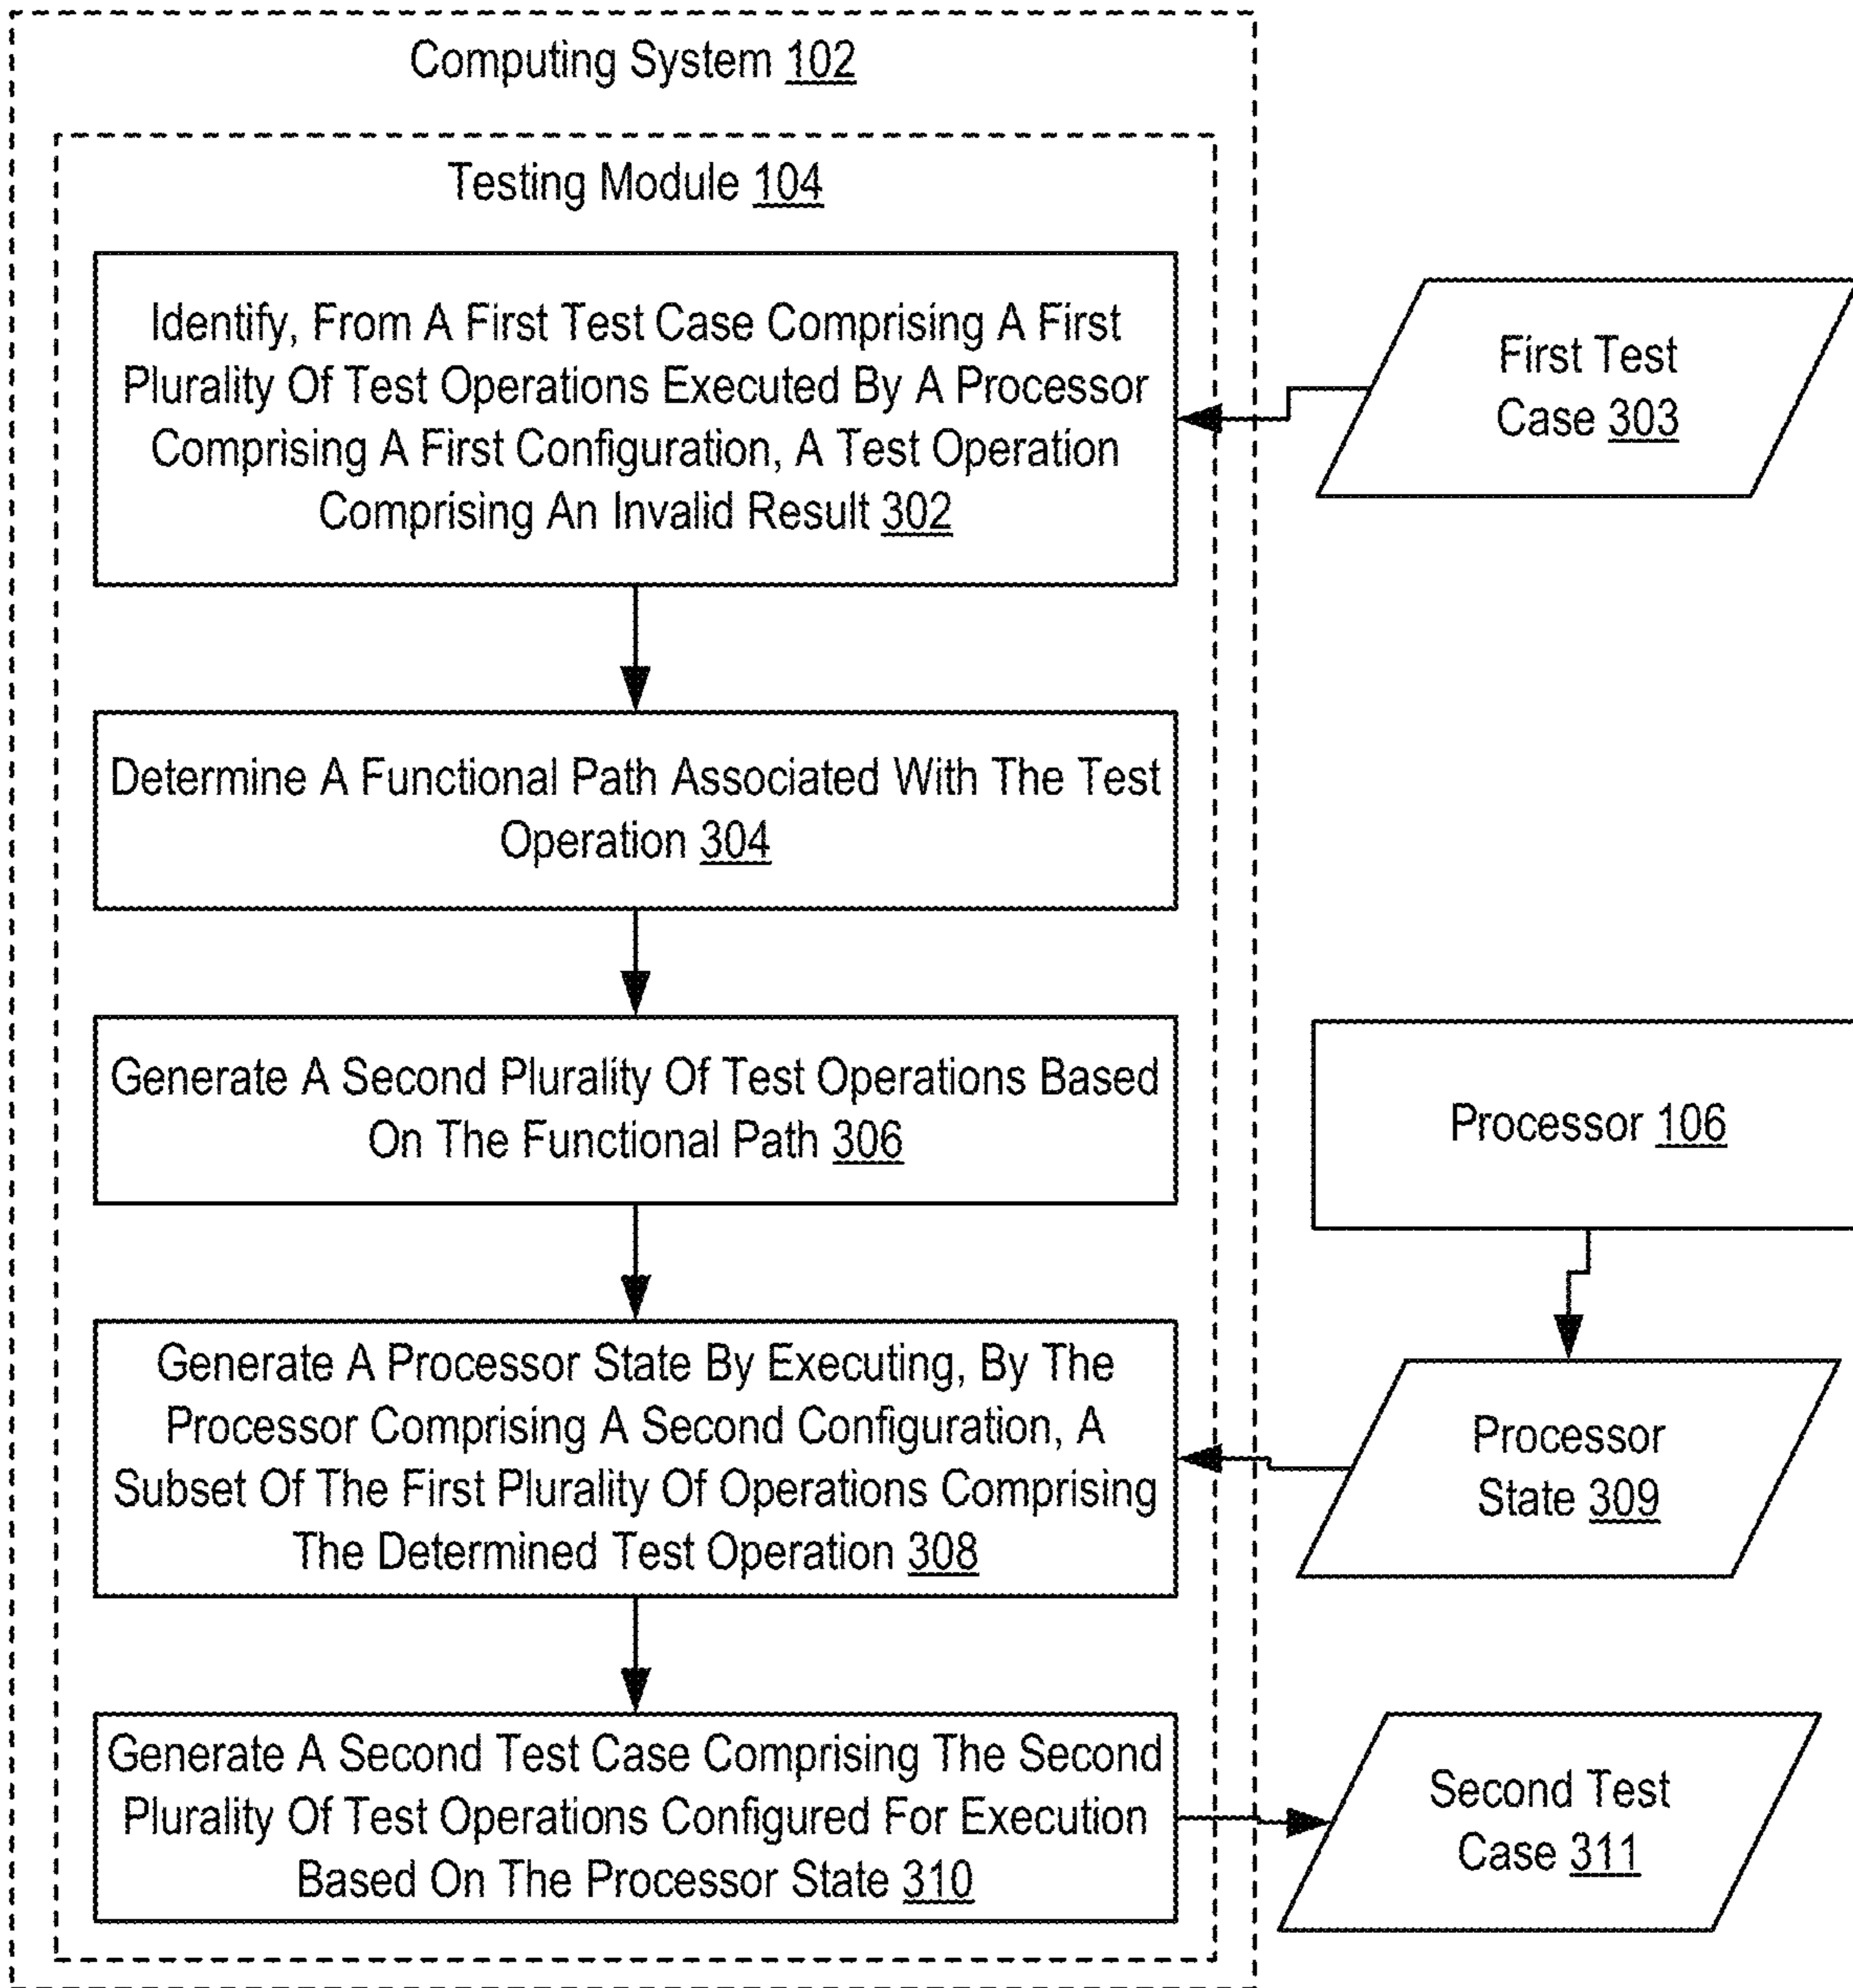 Computing System 102
Testing Module 104
Identify, From A First Test Case Comprising A First
Plurality Of Test Operations Executed By A Processor
Comprising A First Configuration, A Test Operation
Comprising An Invalid Result 302
First Test
Case 303
Determine A Functional Path Associated With The Test
Operation 304
Generate A Second Plurality Of Test Operations Based
On The Functional Path 306
Processor 106
Generate A Processor State By Executing, By The
Processor Comprising A Second Configuration, A
Subset Of The First Plurality Of Operations Comprising
The Determined Test Operation 308
Processor
State 309
Generate A Second Test Case Comprising The Second
Plurality Of Test Operations Configured For Execution
Based On The Processor State 310
Second Test
Case 311